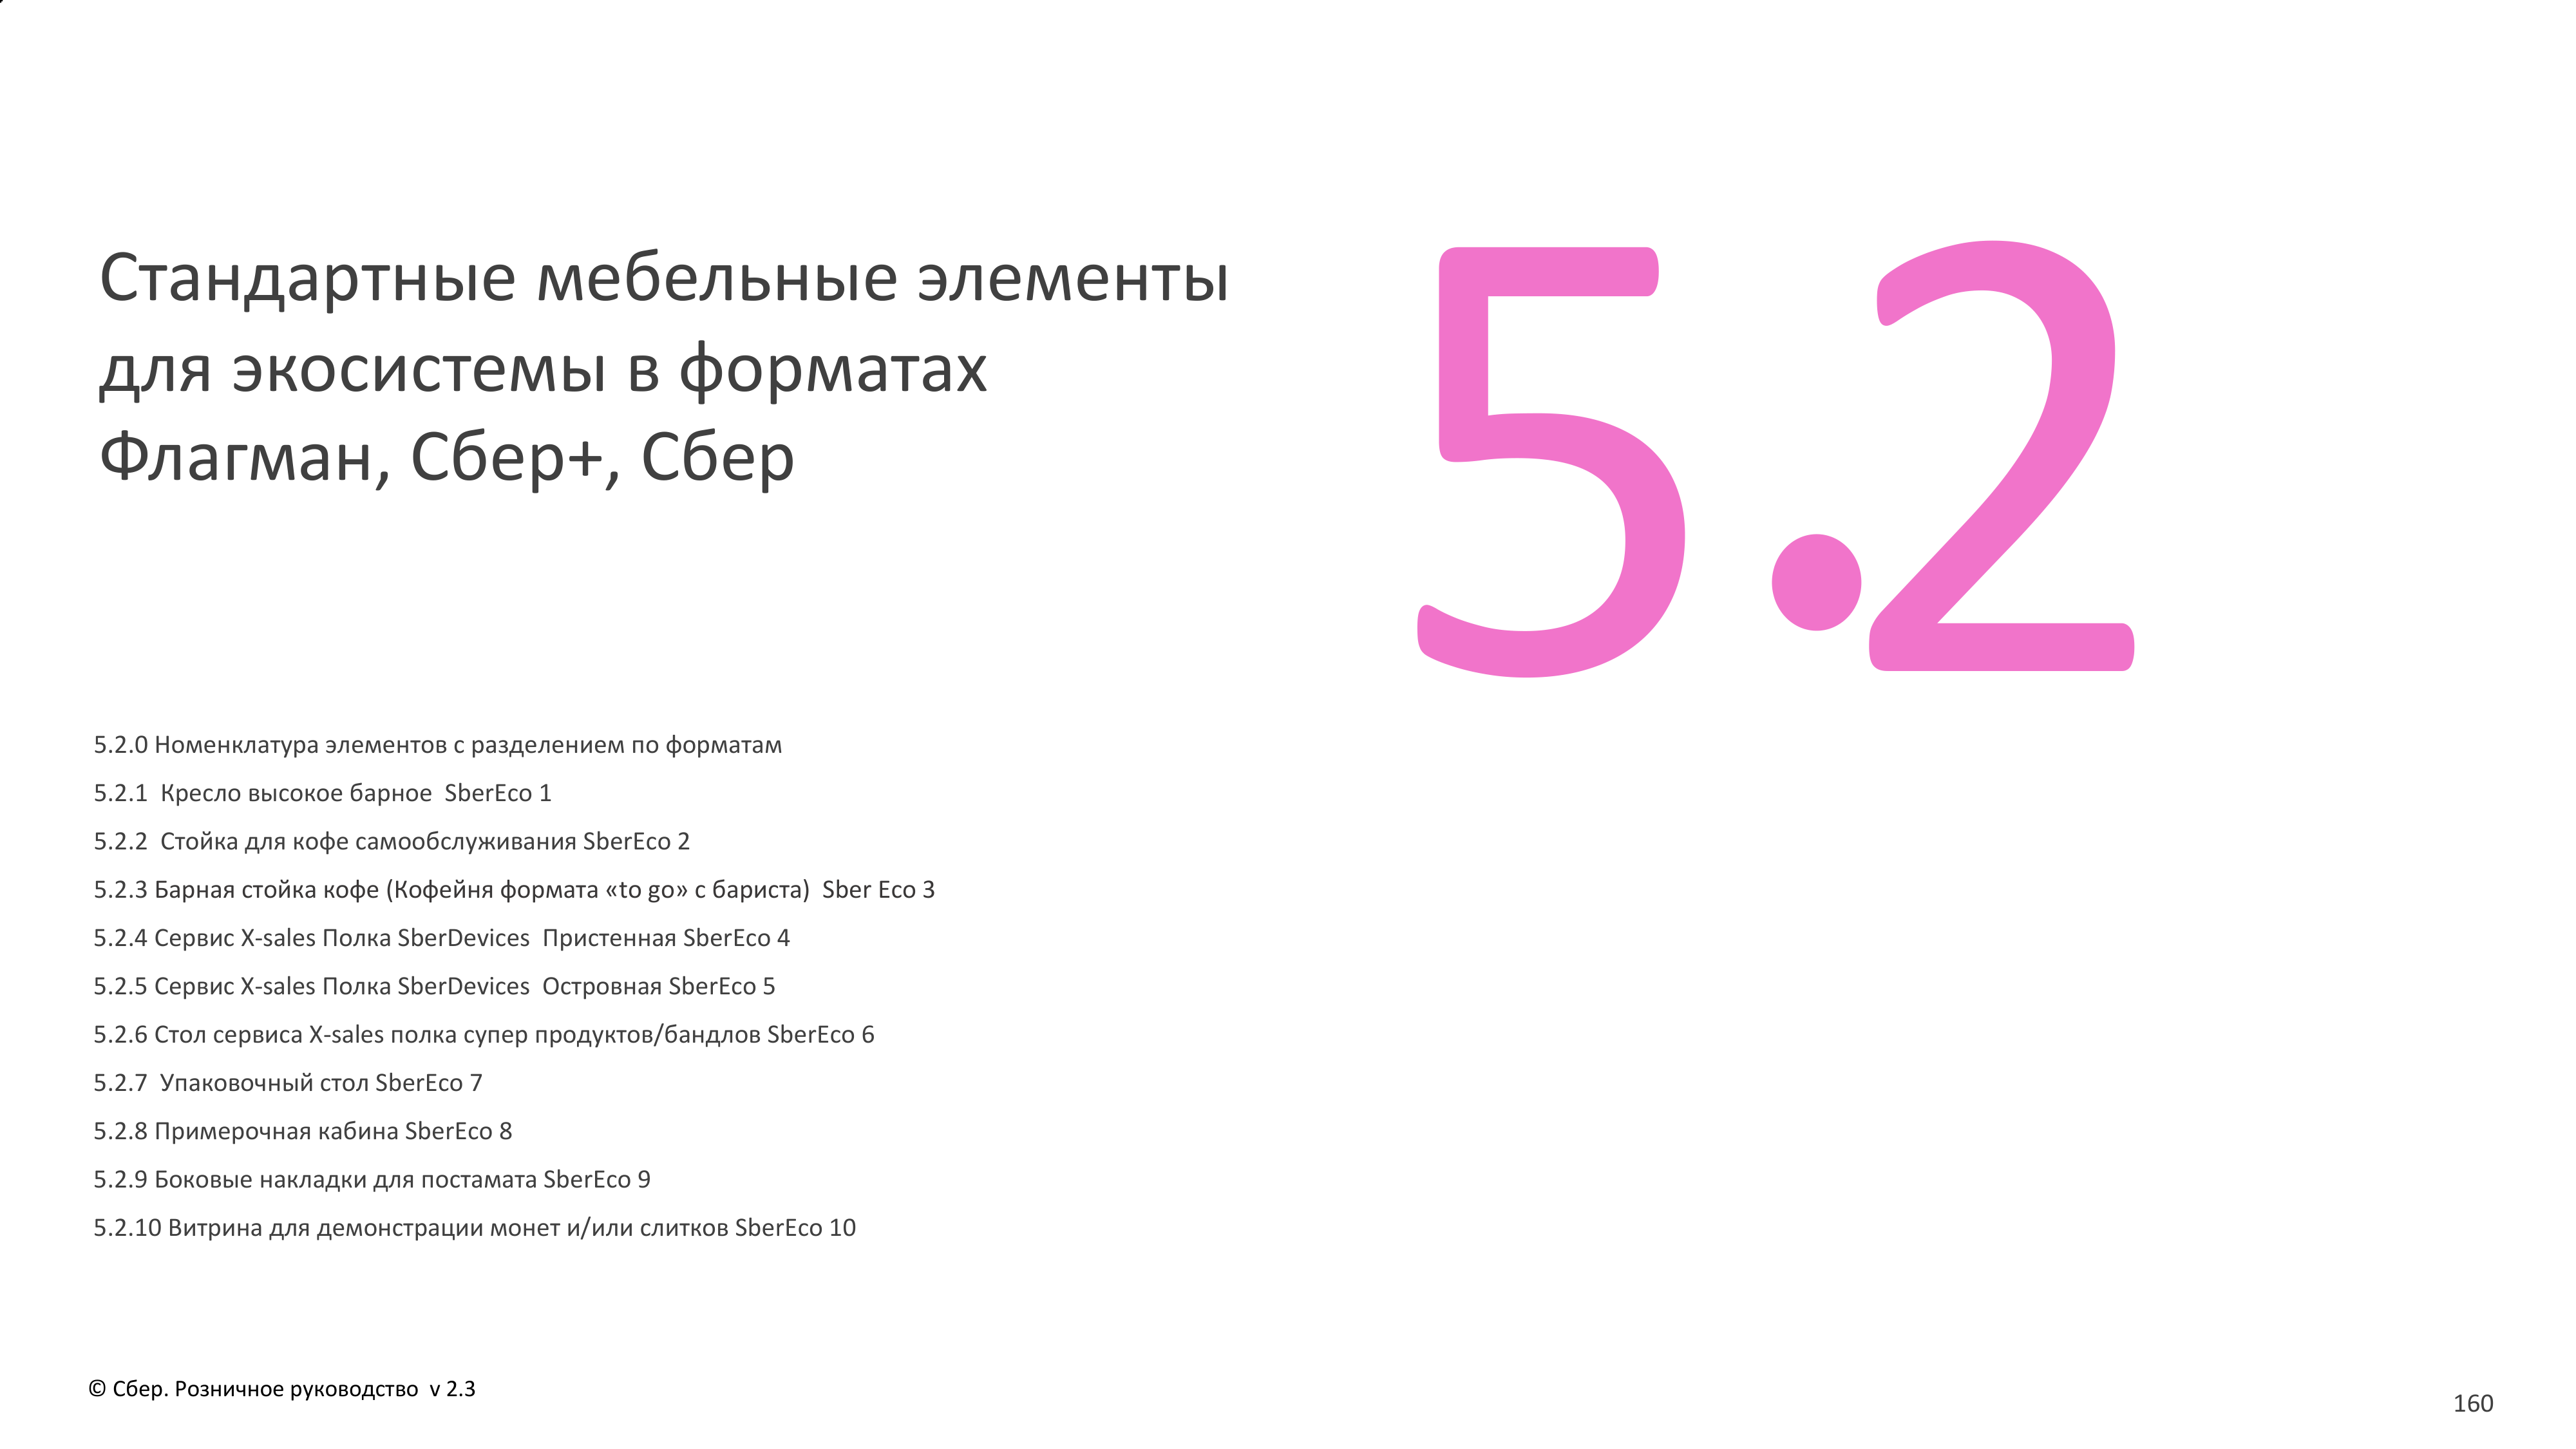 Стандартные мебельные элементы
для экосистемы в форматах
Флагман, Сбер+, Сбер
5.2
5.2.0 Номенклатура элементов с разделением по форматам
5.2.1  Кресло высокое барное  SberEco 1
5.2.2  Стойка для кофе самообслуживания SberEco 2
5.2.3 Барная стойка кофе (Кофейня формата «to go» с бариста)  Sber Eco 3
5.2.4 Сервис X-sales Полка SberDevices  Пристенная SberEco 4
5.2.5 Сервис X-sales Полка SberDevices  Островная SberEco 5
5.2.6 Стол сервиса X-sales полка супер продуктов/бандлов SberEco 6
5.2.7  Упаковочный стол SberEco 7
5.2.8 Примерочная кабина SberEco 8
5.2.9 Боковые накладки для постамата SberEco 9
5.2.10 Витрина для демонстрации монет и/или слитков SberEco 10
© Сбер. Розничное руководство  v 2.3
160